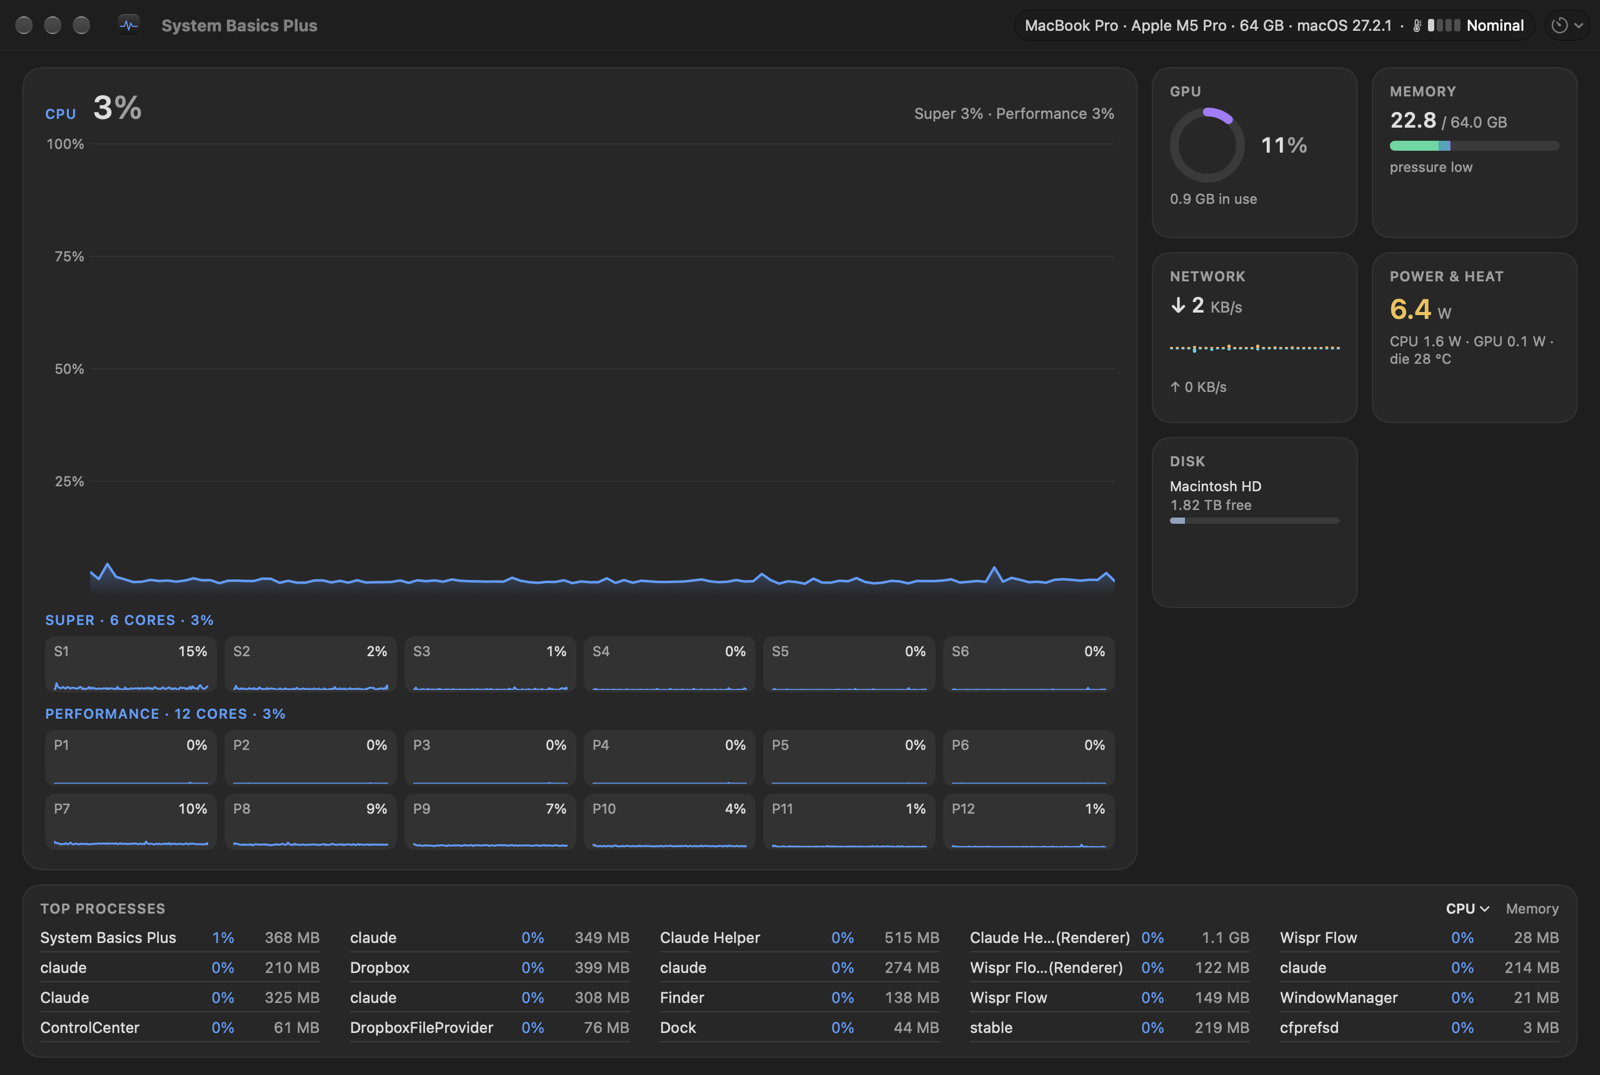 System Basics Plus
MacBook Pro · Apple M5 Pro · 64 GB · macOS 27.2.1 · Nominal
CPU 3%
Super 3% · Performance 3%
100%
75%
50%
25%
SUPER · 6 CORES · 3%
S1 15% S2 2% S3 1% S4 0% S5 0% S6 0%
PERFORMANCE · 12 CORES · 3%
P1 0% P2 0% P3 0% P4 0% P5 0% P6 0%
P7 10% P8 9% P9 7% P10 4% P11 1% P12 1%
GPU
11%
0.9 GB in use
MEMORY
22.8 / 64.0 GB
pressure low
NETWORK
↓ 2 KB/s
↑ 0 KB/s
POWER & HEAT
6.4 W
CPU 1.6 W · GPU 0.1 W ·
die 28 °C
DISK
Macintosh HD
1.82 TB free
TOP PROCESSES
CPU Memory
System Basics Plus 1% 368 MB claude 0% 349 MB Claude Helper 0% 515 MB Claude He...(Renderer) 0% 1.1 GB Wispr Flow 0% 28 MB
claude 0% 210 MB Dropbox 0% 399 MB claude 0% 274 MB Wispr Flo...(Renderer) 0% 122 MB claude 0% 214 MB
Claude 0% 325 MB claude 0% 308 MB Finder 0% 138 MB Wispr Flow 0% 149 MB WindowManager 0% 21 MB
ControlCenter 0% 61 MB DropboxFileProvider 0% 76 MB Dock 0% 44 MB stable 0% 219 MB cfprefsd 0% 3 MB